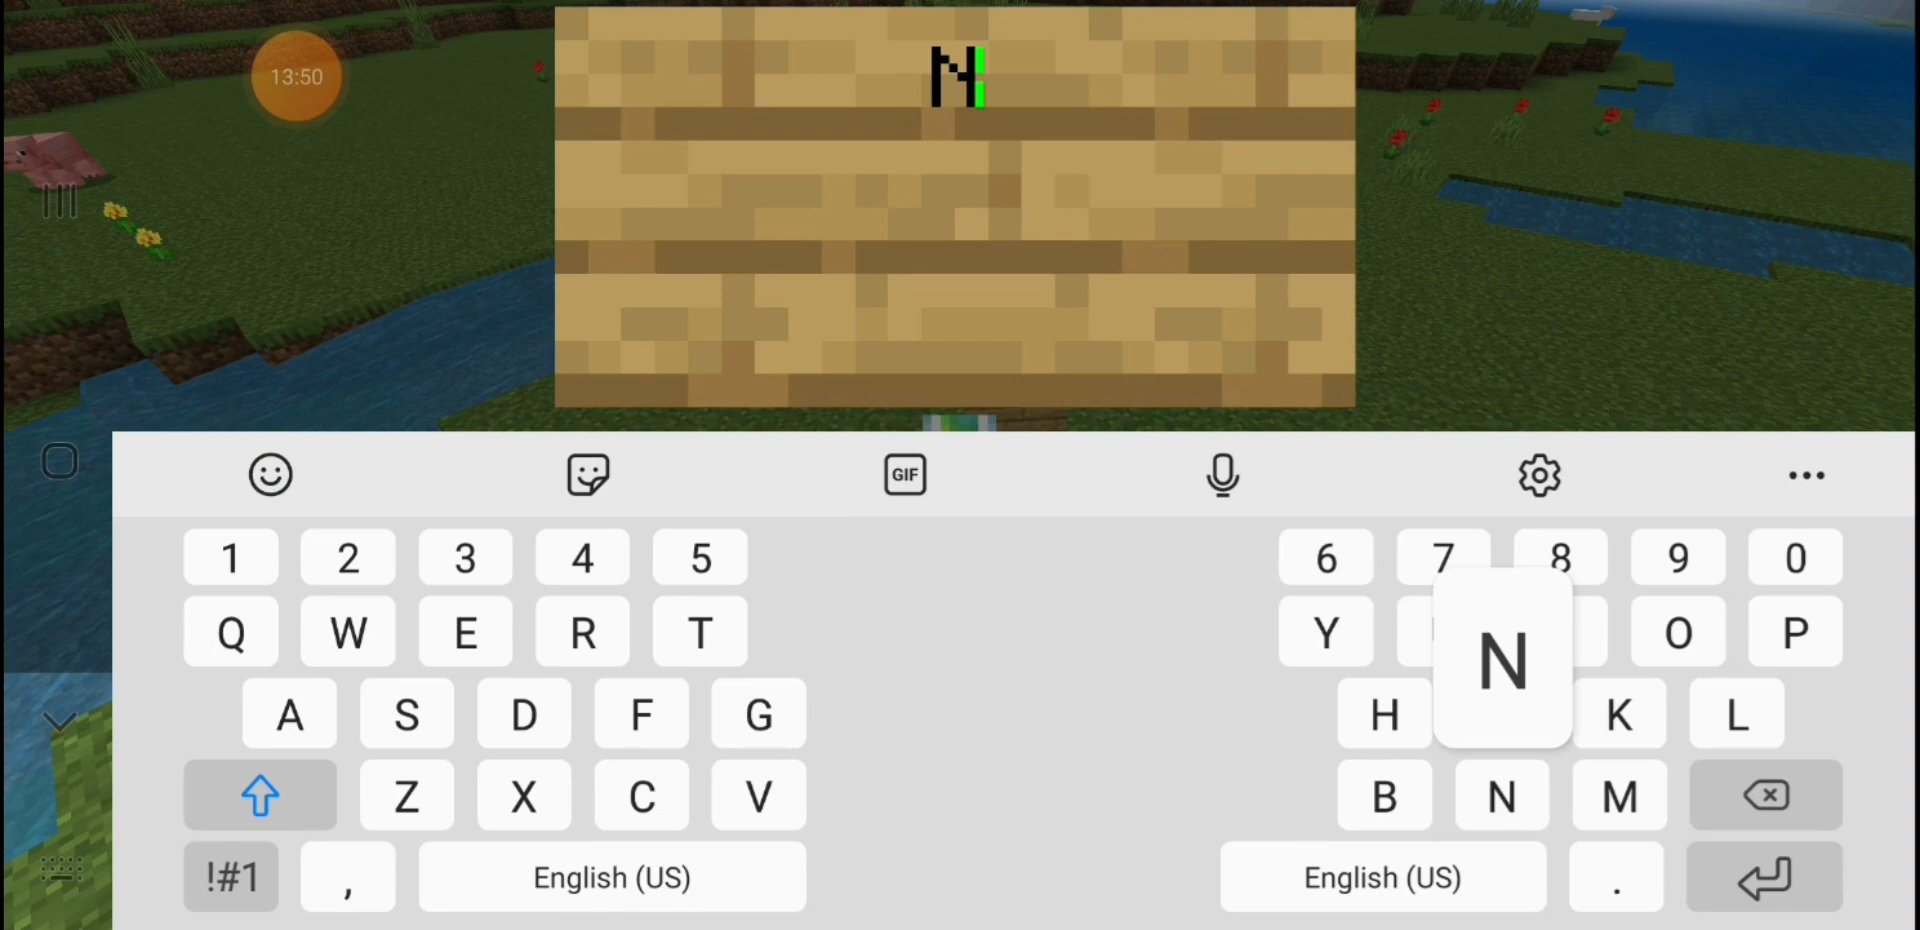 13:50
N
GIF
1 2 3 4 5 6 7 8 9 0
Q W E R T Y O P
N
A S D F G H K L
Z X C V B N M
!#1 , English (US) English (US) .